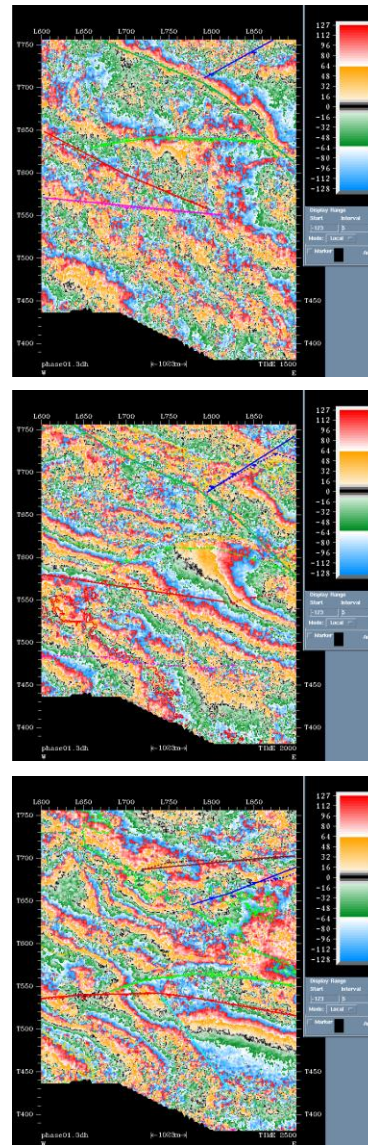 L600 L650 L700 L750 L800 L850
T750
T700
T650
T600
T550
T500
T450
T400
127
112
96
80
64
48
32
16
0
-16
-32
-48
-64
-80
-96
-112
-128
Display Range
Start Interval
Mode: Local
Marker
phase01.3dh
W
TIME 1500
E
L600 L650 L700 L750 L800 L850
T750
T700
T650
T600
T550
T500
T450
T400
127
112
96
80
64
48
32
16
0
-16
-32
-48
-64
-80
-96
-112
-128
Display Range
Start Interval
Mode: Local
Marker
phase01.3dh
W
TIME 2000
E
L600 L650 L700 L750 L800 L850
T750
T700
T650
T600
T550
T500
T450
T400
127
112
96
80
64
48
32
16
0
-16
-32
-48
-64
-80
-96
-112
-128
Display Range
Start Interval
Mode: Local
Marker
phase01.3dh
W
TIME 2500
E